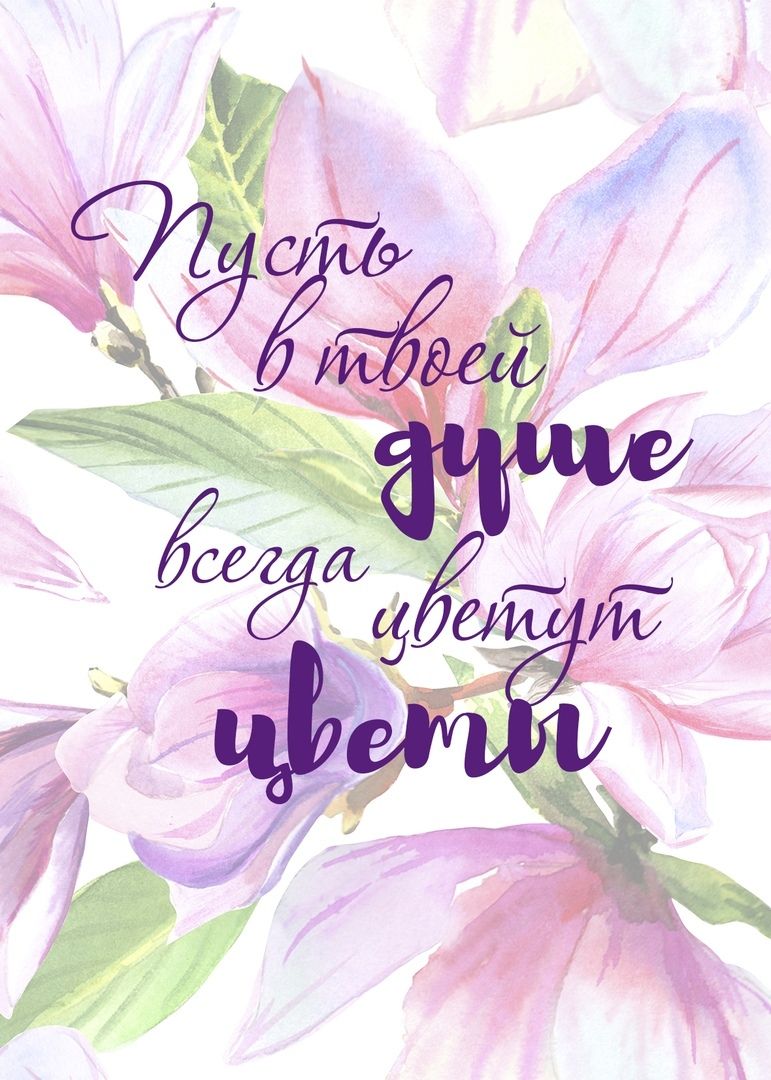 Пусть
в твоей
душе
всегда
цветут
цветы